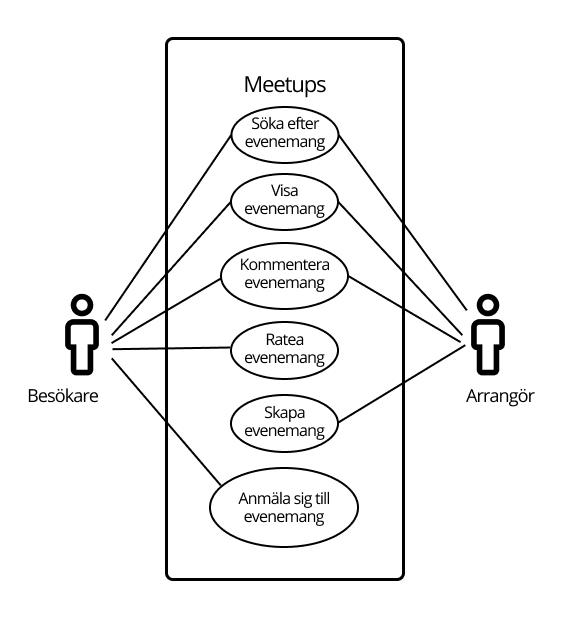 Meetups
Söka efter
evenemang
Visa
evenemang
Kommentera
evenemang
Ratea
evenemang
Besökare
Arrangör
Skapa
evenemang
Anmäla sig till
evenemang